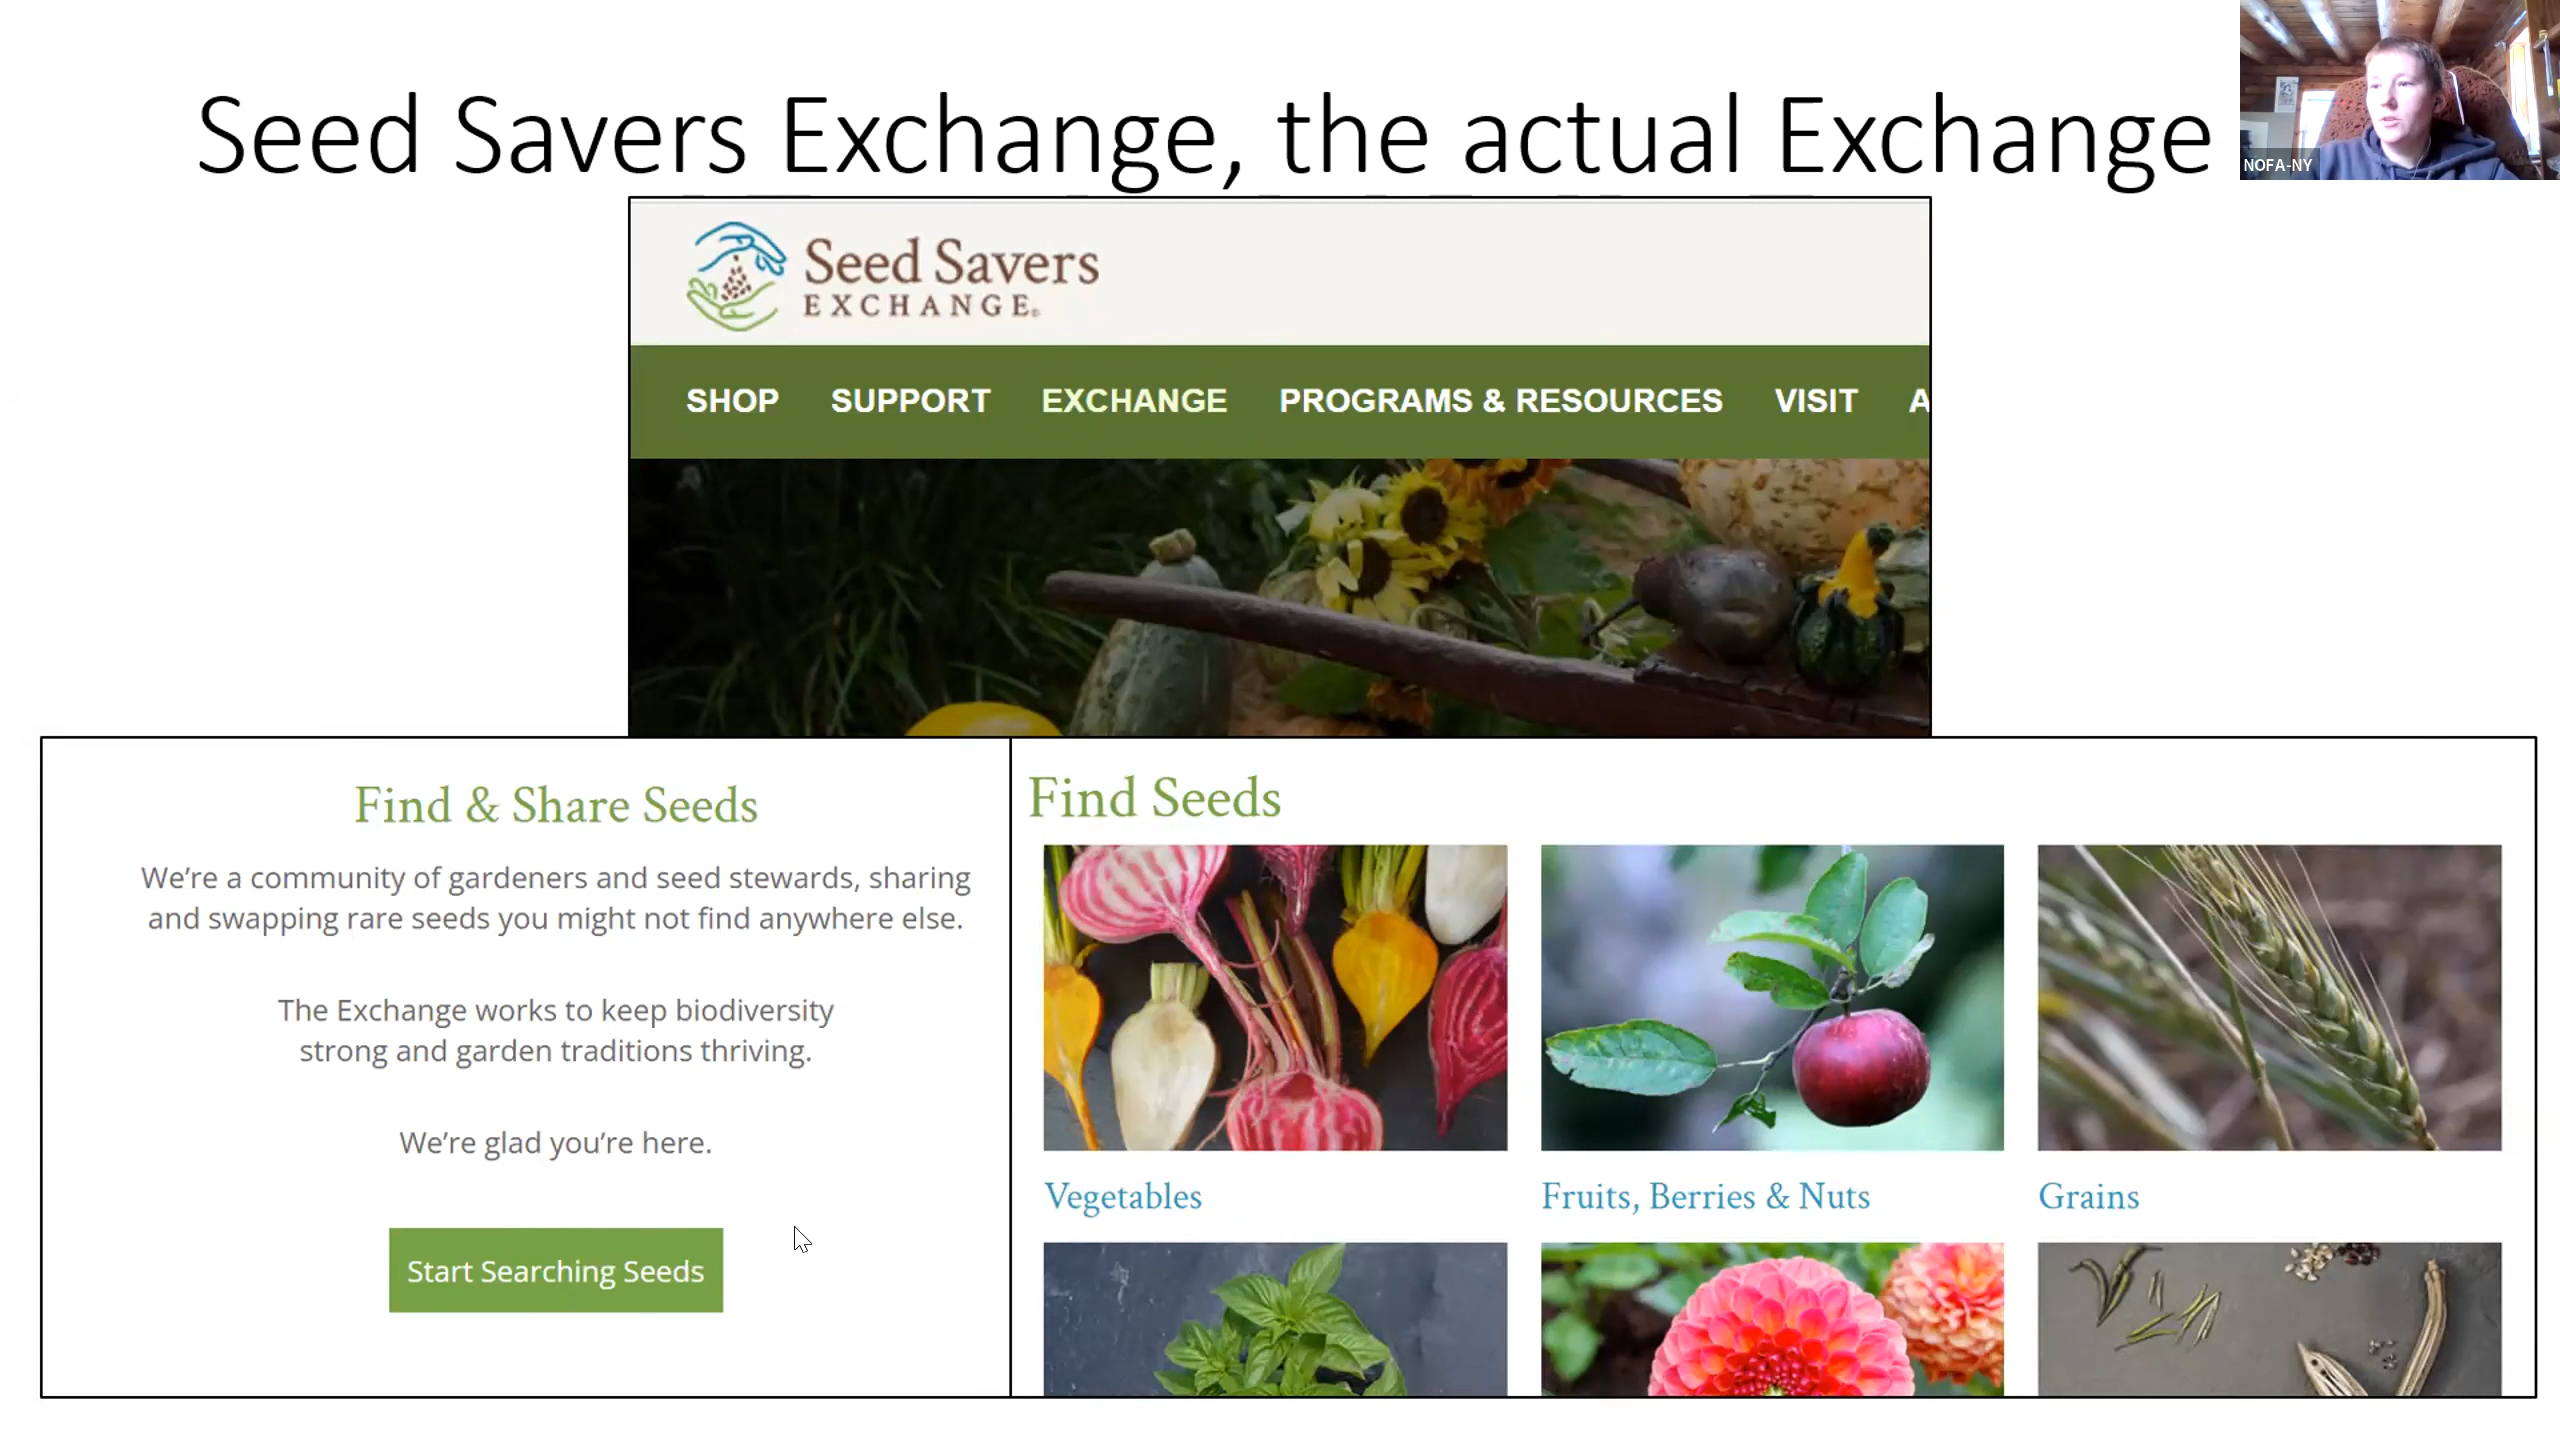 Seed Savers Exchange, the actual Exchange
NOFA-NY
Seed Savers
EXCHANGE®
SHOP SUPPORT EXCHANGE PROGRAMS & RESOURCES VISIT A
Find & Share Seeds
We’re a community of gardeners and seed stewards, sharing
and swapping rare seeds you might not find anywhere else.
The Exchange works to keep biodiversity
strong and garden traditions thriving.
We’re glad you’re here.
Start Searching Seeds
Find Seeds
Vegetables
Fruits, Berries & Nuts
Grains